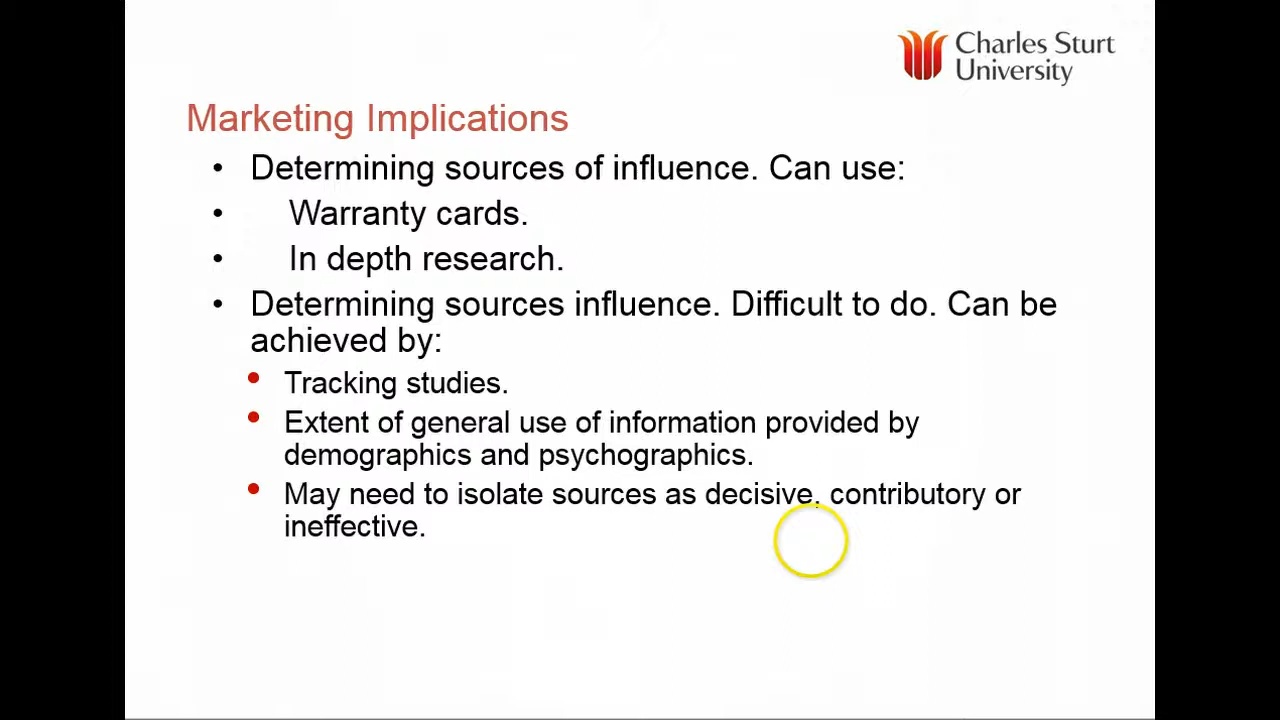 Charles Sturt
University
Marketing Implications
• Determining sources of influence. Can use:
• Warranty cards.
• In depth research.
• Determining sources influence. Difficult to do. Can be
achieved by:
• Tracking studies.
• Extent of general use of information provided by
demographics and psychographics.
• May need to isolate sources as decisive, contributory or
ineffective.